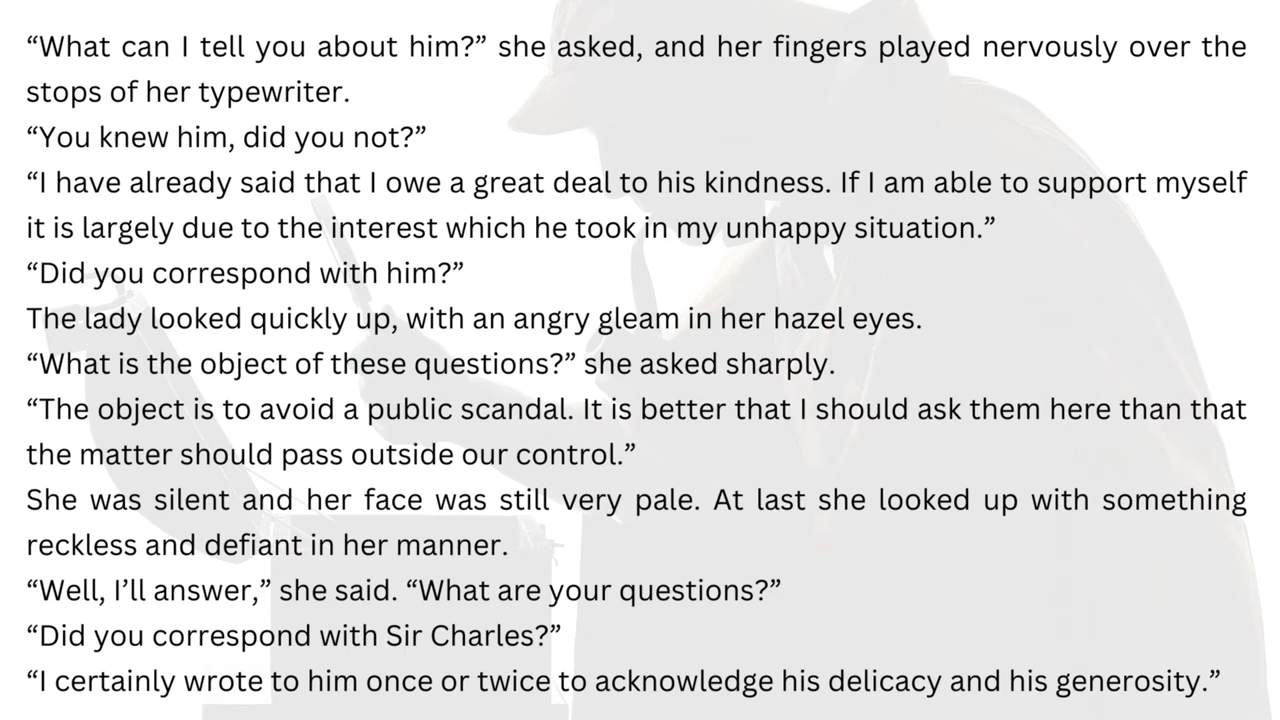 “What can I tell you about him?” she asked, and her fingers played nervously over the
stops of her typewriter.
“You knew him, did you not?”
“I have already said that I owe a great deal to his kindness. If I am able to support myself
it is largely due to the interest which he took in my unhappy situation.”
“Did you correspond with him?”
The lady looked quickly up, with an angry gleam in her hazel eyes.
“What is the object of these questions?” she asked sharply.
“The object is to avoid a public scandal. It is better that I should ask them here than that
the matter should pass outside our control.”
She was silent and her face was still very pale. At last she looked up with something
reckless and defiant in her manner.
“Well, I’ll answer,” she said. “What are your questions?”
“Did you correspond with Sir Charles?”
“I certainly wrote to him once or twice to acknowledge his delicacy and his generosity.”